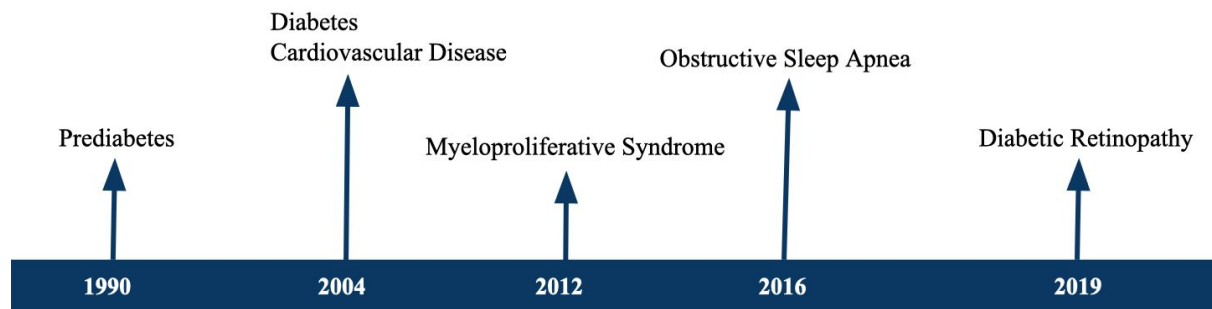 Diabetes
Cardiovascular Disease
Obstructive Sleep Apnea
Prediabetes
Myeloproliferative Syndrome
Diabetic Retinopathy
1990
2004
2012
2016
2019